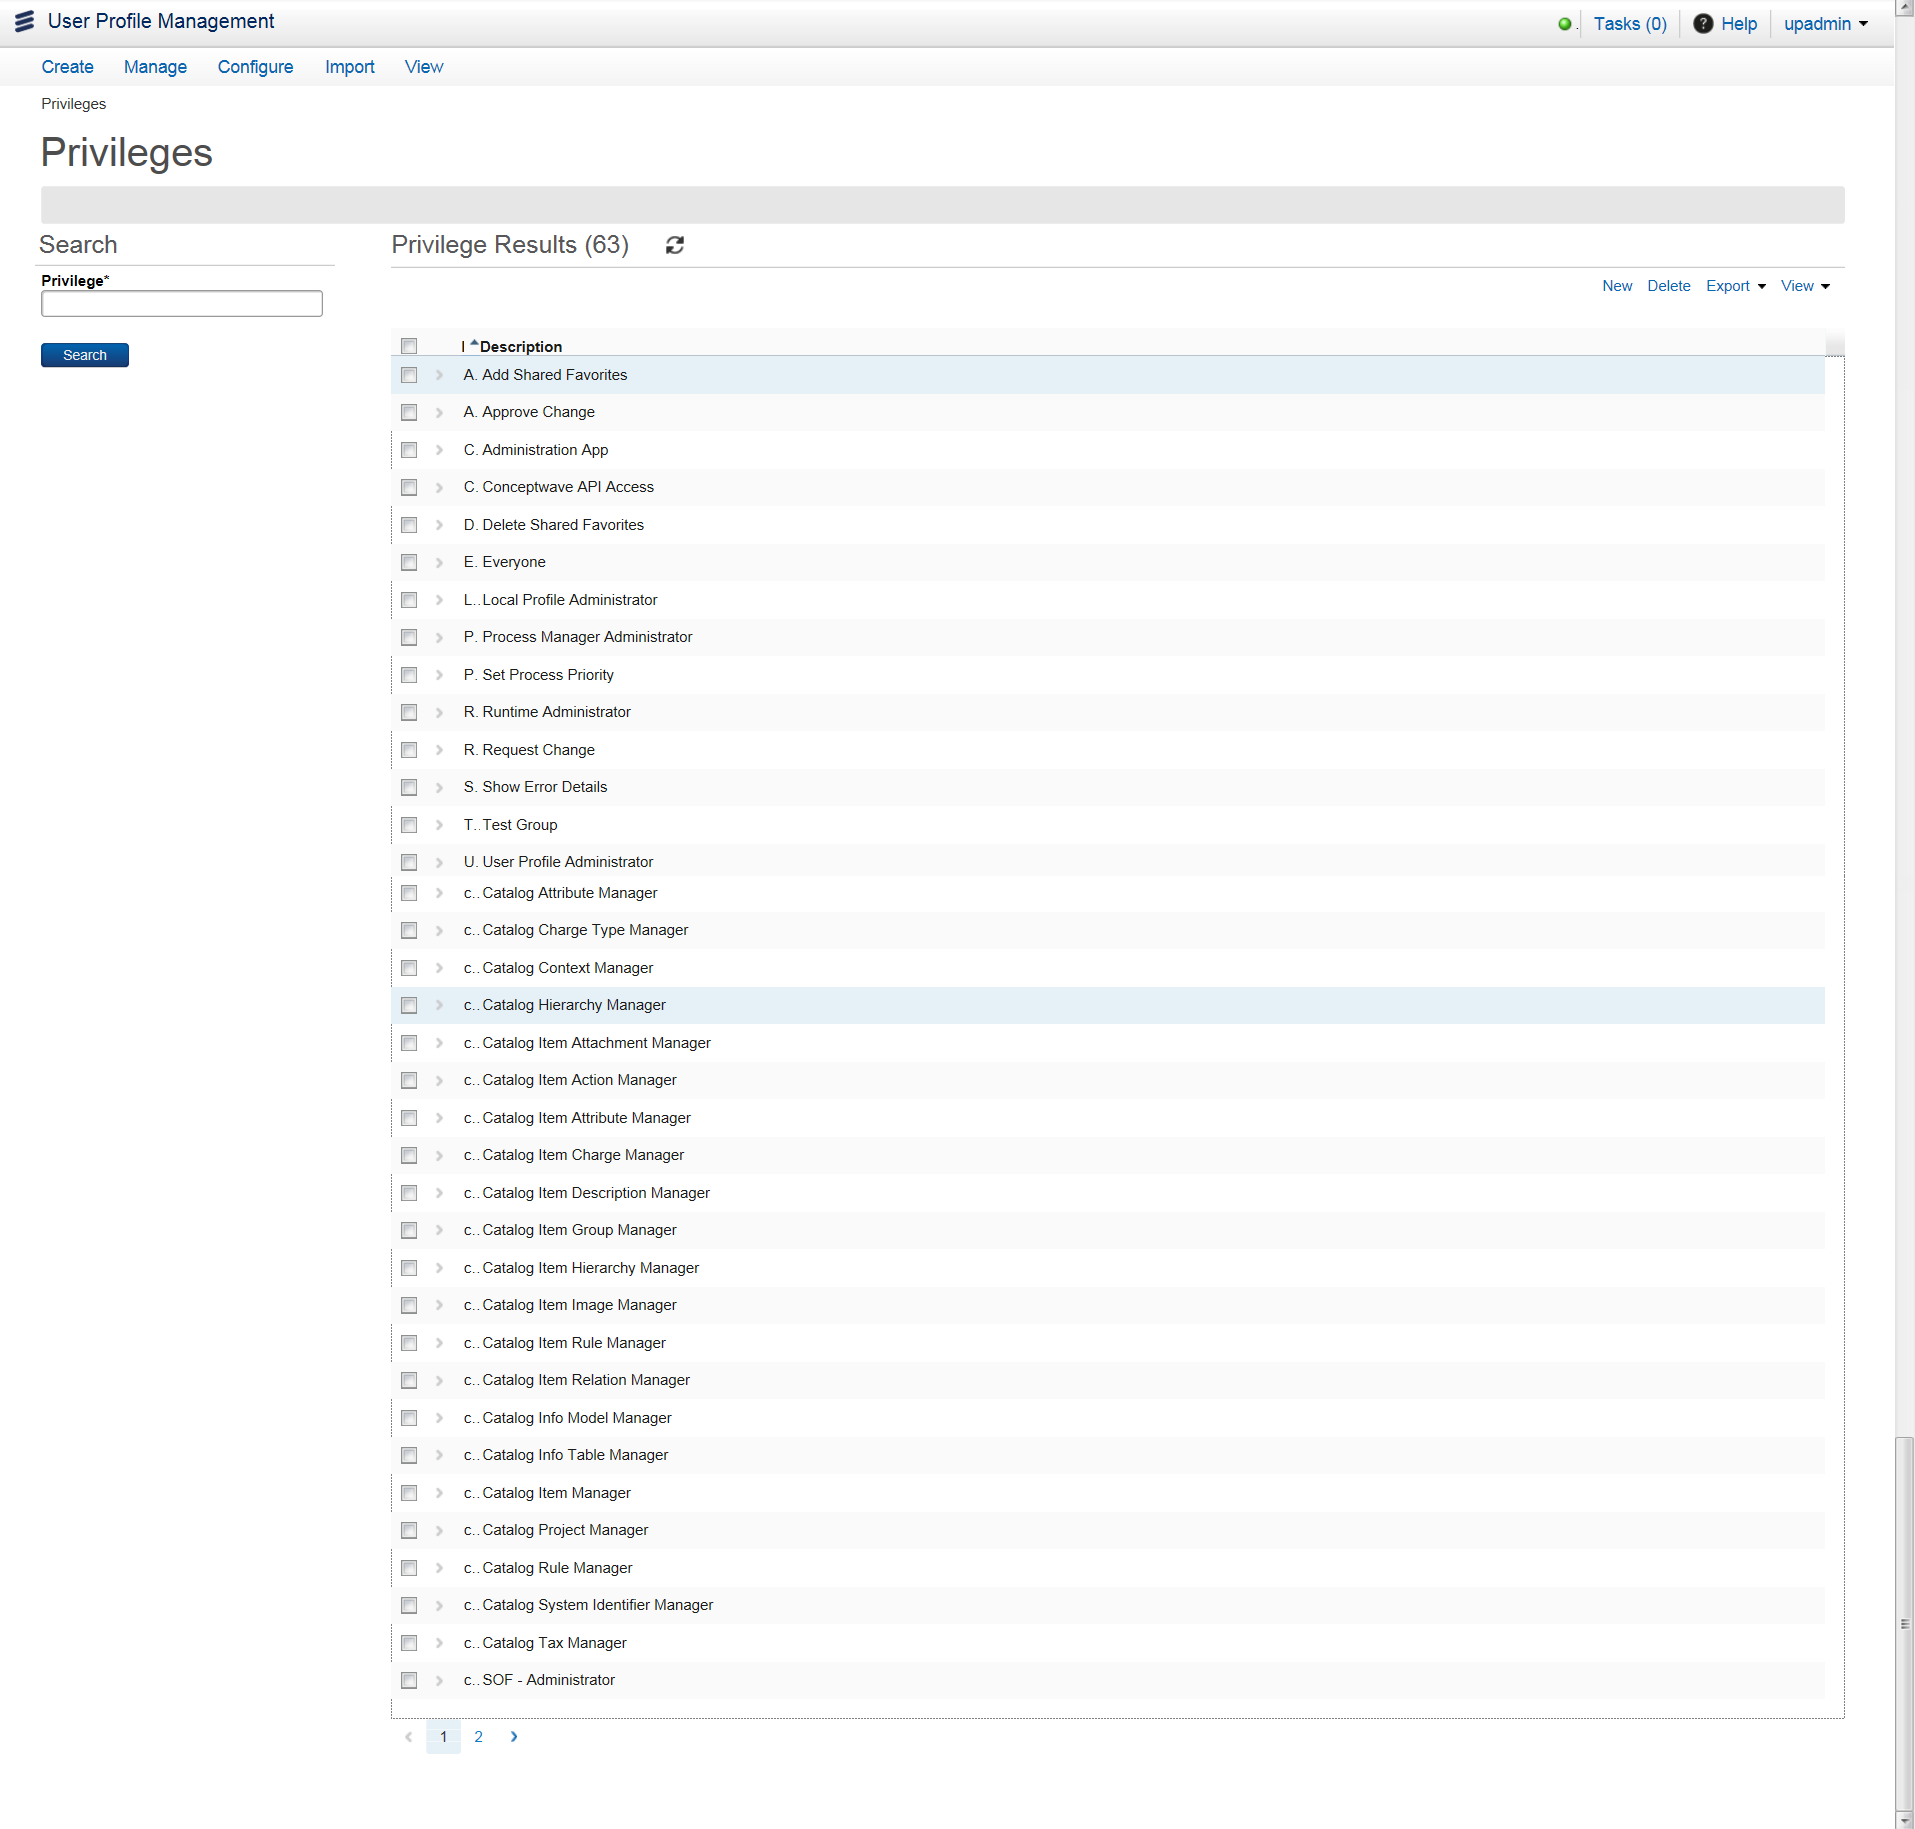 User Profile Management
Tasks (0)
Help
upadmin
Create Manage Configure Import View
Privileges
Privileges
Search
Privilege*
Search
Privilege Results (63)
New Delete Export View
I Description
A. Add Shared Favorites
A. Approve Change
C. Administration App
C. Conceptwave API Access
D. Delete Shared Favorites
E. Everyone
L.. Local Profile Administrator
P. Process Manager Administrator
P. Set Process Priority
R. Runtime Administrator
R. Request Change
S. Show Error Details
T.. Test Group
U. User Profile Administrator
c.. Catalog Attribute Manager
c.. Catalog Charge Type Manager
c.. Catalog Context Manager
c.. Catalog Hierarchy Manager
c.. Catalog Item Attachment Manager
c.. Catalog Item Action Manager
c.. Catalog Item Attribute Manager
c.. Catalog Item Charge Manager
c.. Catalog Item Description Manager
c.. Catalog Item Group Manager
c.. Catalog Item Hierarchy Manager
c.. Catalog Item Image Manager
c.. Catalog Item Rule Manager
c.. Catalog Item Relation Manager
c.. Catalog Info Model Manager
c.. Catalog Info Table Manager
c.. Catalog Item Manager
c.. Catalog Project Manager
c.. Catalog Rule Manager
c.. Catalog System Identifier Manager
c.. Catalog Tax Manager
c.. SOF - Administrator
1 2